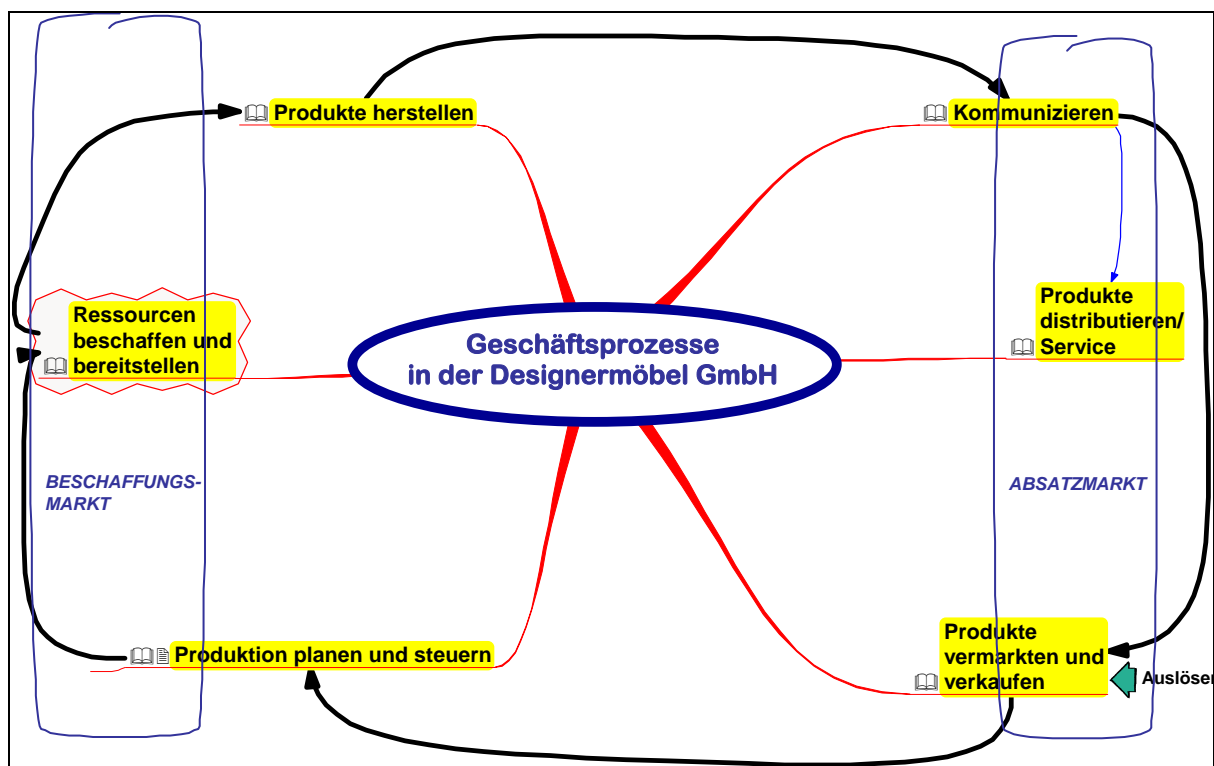 Produkte herstellen
Kommunizieren
Ressourcen
beschaffen und
bereitstellen
Geschäftsprozesse
in der Designermöbel GmbH
Produkte
distributieren/
Service
BESCHAFFUNGS-
MARKT
ABSATZMARKT
Produktion planen und steuern
Produkte
vermarkten und
verkaufen
Auslöser